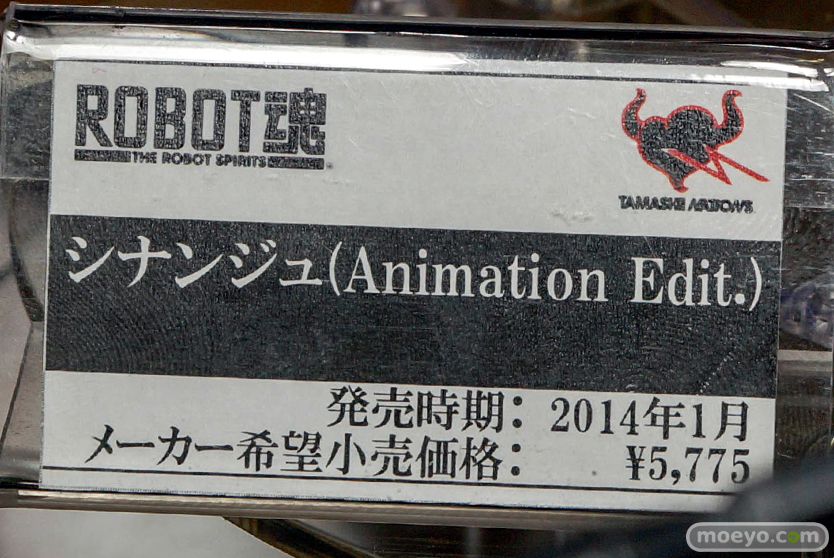 ROBOT魂
THE ROBOT SPIRITS
TAMASHII NATIONS
シナンジュ(Animation Edit.)
発売時期：2014年1月
メーカー希望小売価格：¥5,775
moeyo.com